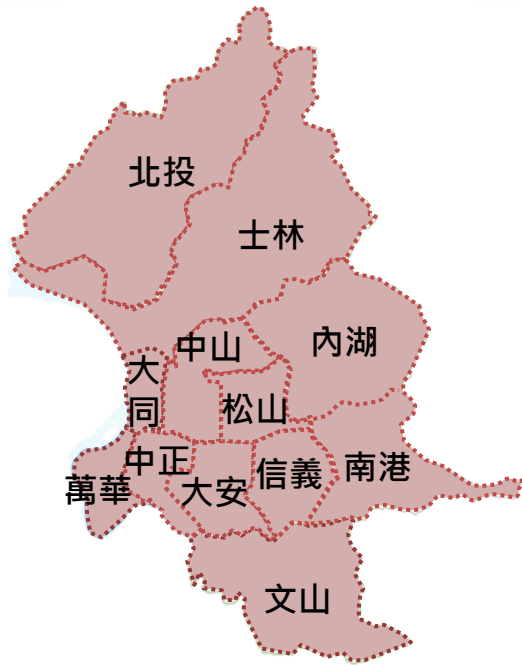 北投
士林
中山
內湖
大
同
松山
中正
萬華
大安
信義
南港
文山